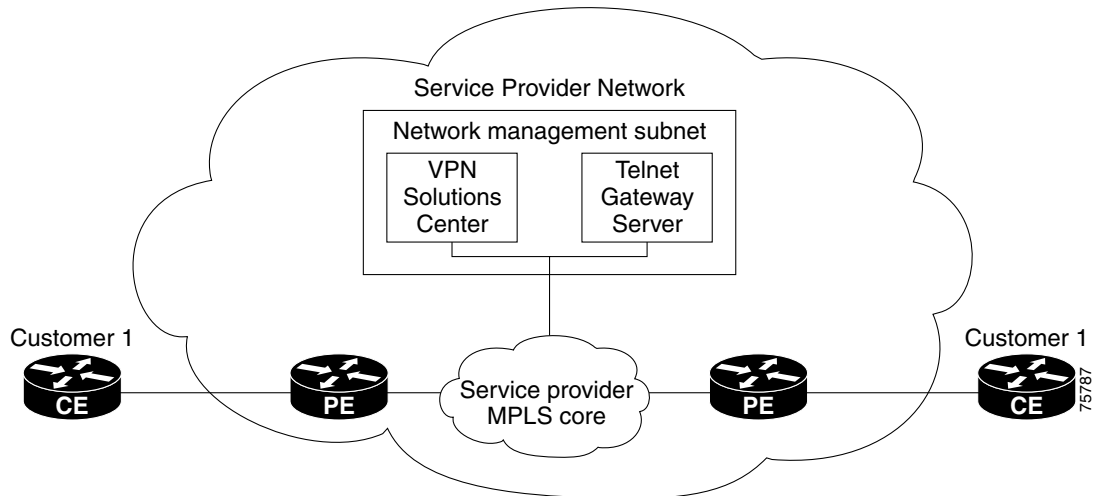 Service Provider Network
Network management subnet
VPN
Solutions
Center
Telnet
Gateway
Server
Customer 1
Customer 1
CE
PE
Service provider
MPLS core
PE
CE
75787